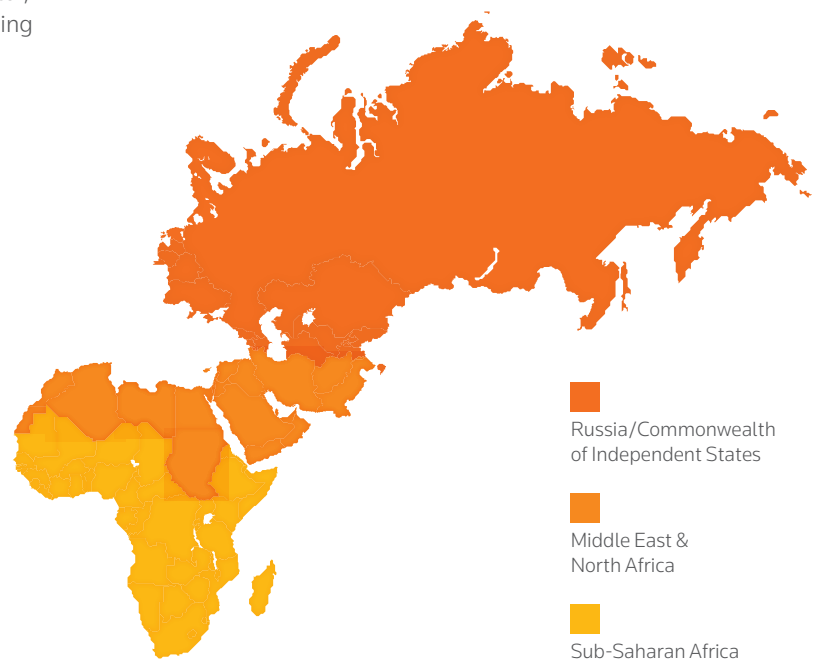 ing
Russia/Commonwealth
of Independent States
Middle East &
North Africa
Sub-Saharan Africa